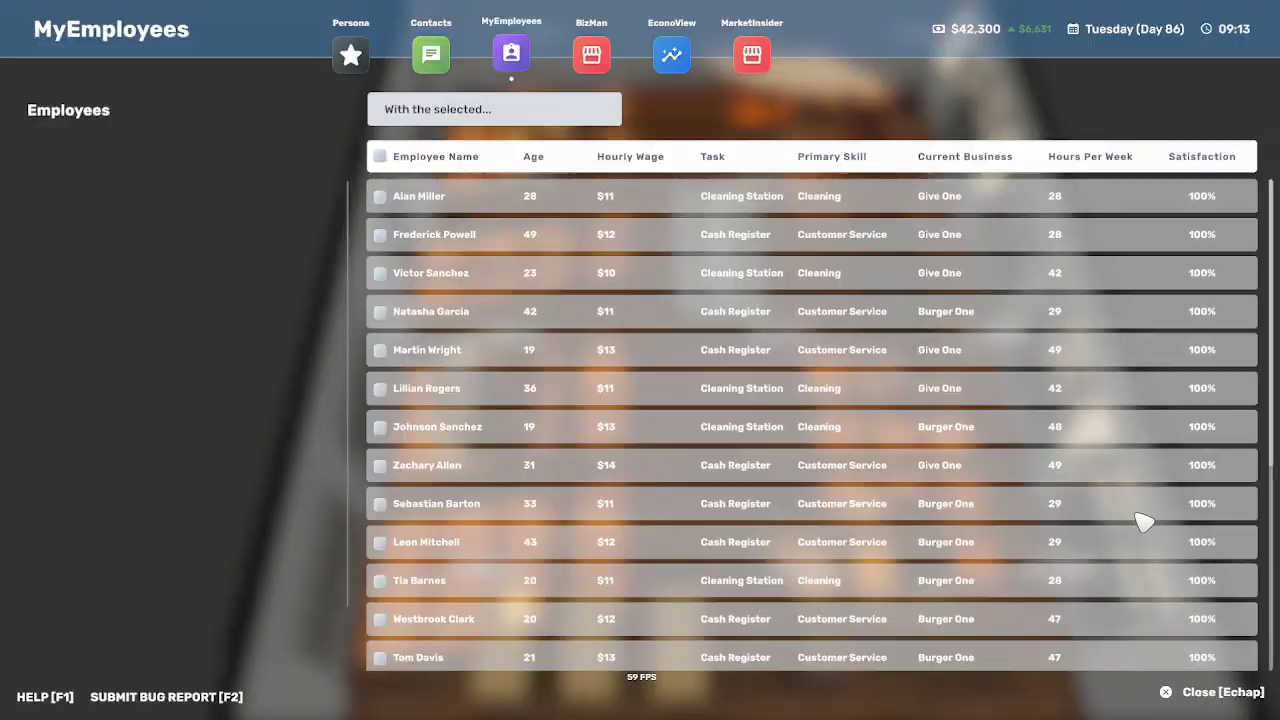 MyEmployees
Persona
Contacts
MyEmployees
BizMan
EconoView
MarketInsider
$42,300 $6,631 Tuesday (Day 86) 09:13
Employees
With the selected...
Employee Name Age Hourly Wage Task Primary Skill Current Business Hours Per Week Satisfaction
Alan Miller 28 $11 Cleaning Station Cleaning Give One 28 100%
Frederick Powell 49 $12 Cash Register Customer Service Give One 28 100%
Victor Sanchez 23 $10 Cleaning Station Cleaning Give One 42 100%
Natasha Garcia 42 $11 Cash Register Customer Service Burger One 29 100%
Martin Wright 19 $13 Cash Register Customer Service Give One 49 100%
Lillian Rogers 36 $11 Cleaning Station Cleaning Give One 42 100%
Johnson Sanchez 19 $13 Cleaning Station Cleaning Burger One 48 100%
Zachary Allen 31 $14 Cash Register Customer Service Give One 49 100%
Sebastian Barton 33 $11 Cash Register Customer Service Burger One 29 100%
Leon Mitchell 43 $12 Cash Register Customer Service Burger One 29 100%
Tia Barnes 20 $11 Cleaning Station Cleaning Burger One 28 100%
Westbrook Clark 20 $12 Cash Register Customer Service Burger One 47 100%
Tom Davis 21 $13 Cash Register Customer Service Burger One 47 100%
59 FPS
HELP [F1] SUBMIT BUG REPORT [F2] Close [Echap]